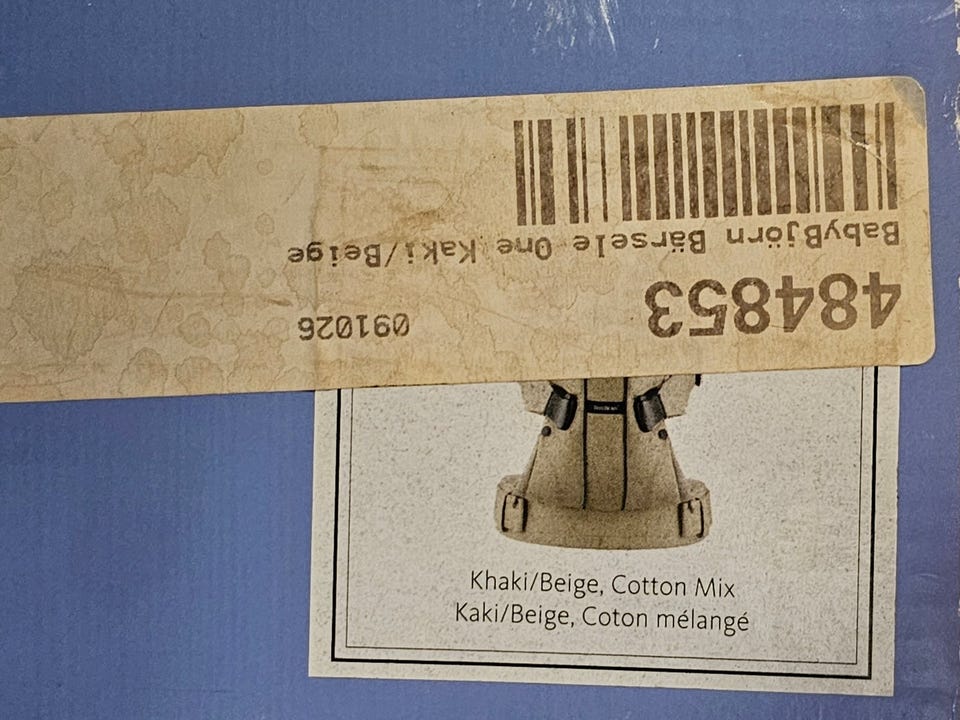 484853 091026
BabyBjörn Bärsele One Kaki/Beige
Khaki/Beige, Cotton Mix
Kaki/Beige, Coton mélangé